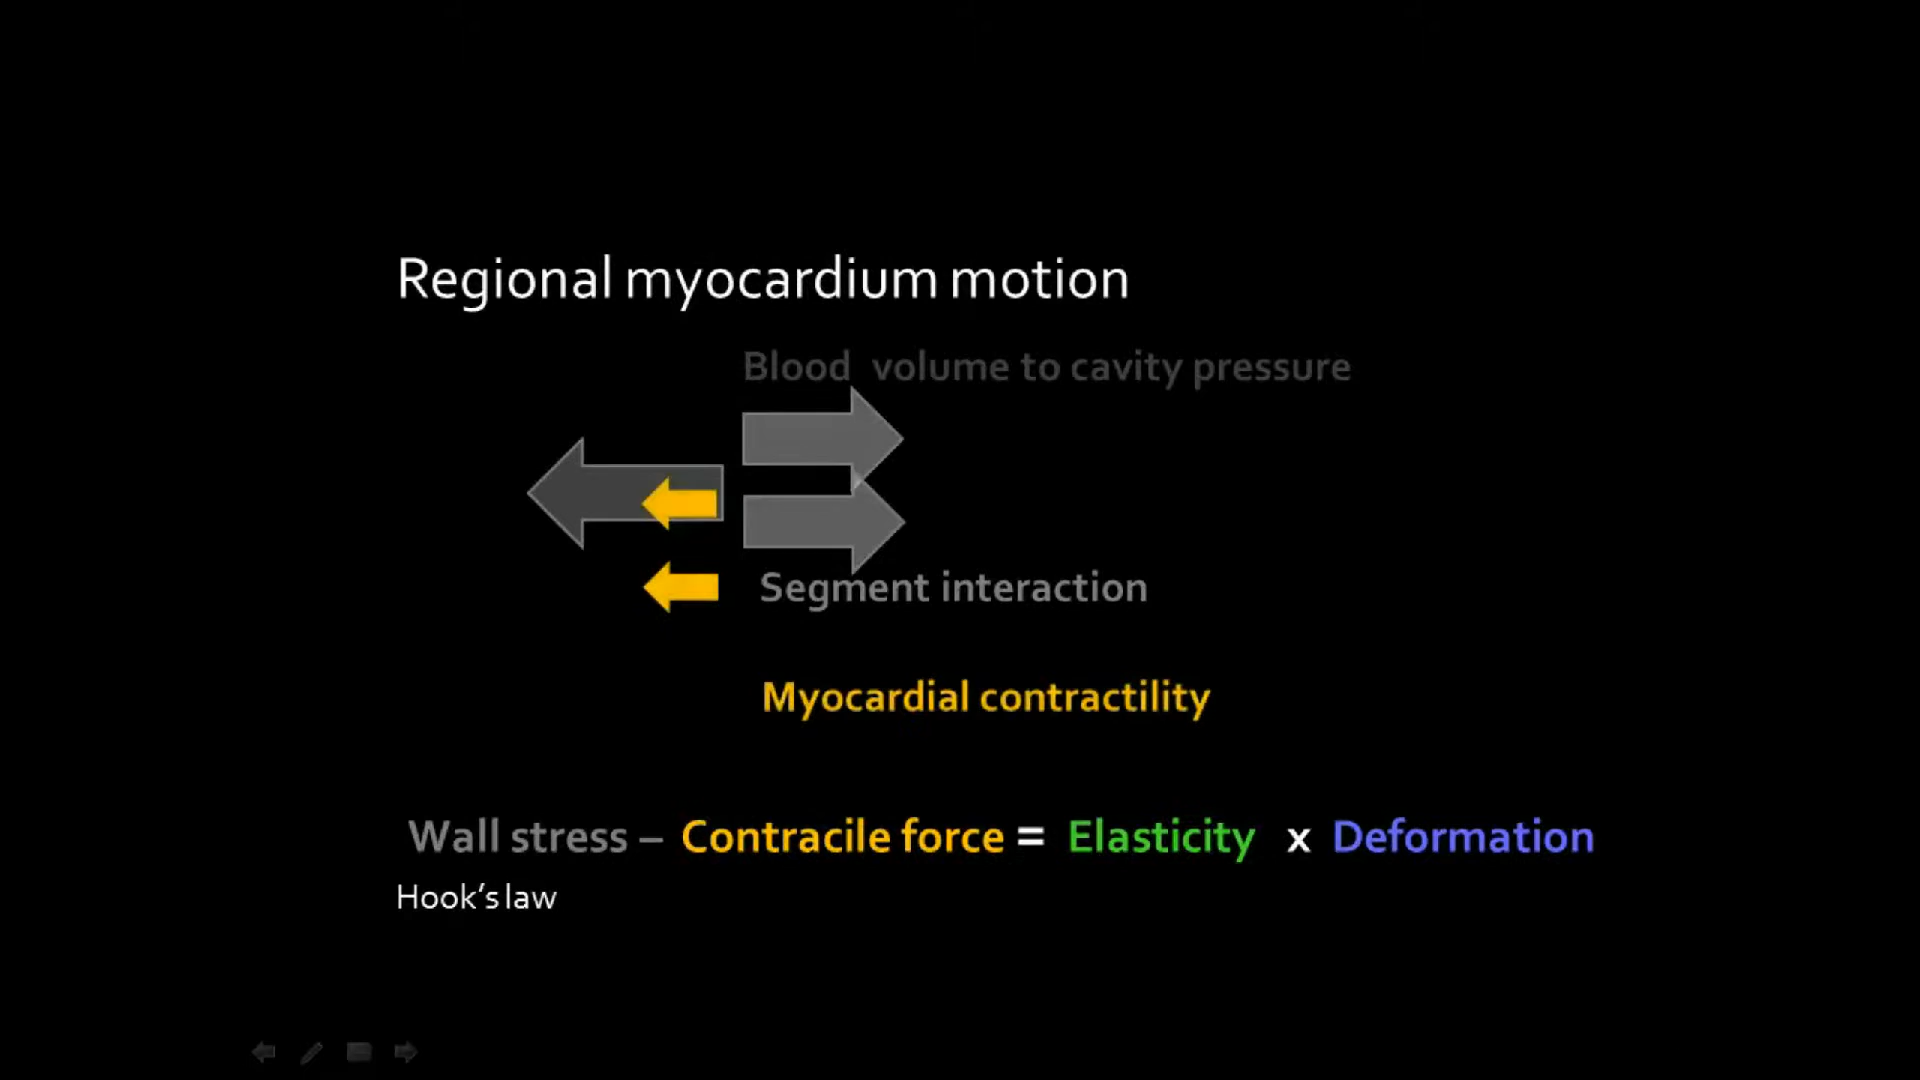 Regional myocardium motion
Blood volume to cavity pressure
Segment interaction
Myocardial contractility
Wall stress – Contracile force = Elasticity x Deformation
Hook’s law